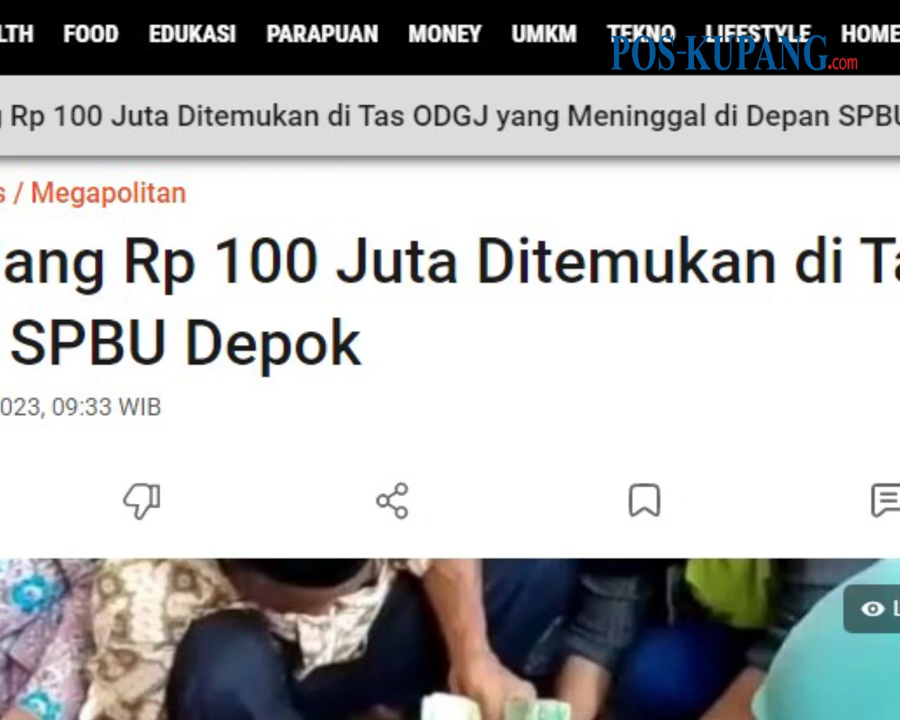 LTH FOOD EDUKASI PARAPUAN MONEY UMKM TEKNO LIFESTYLE HOME
POS-KUPANG.com
g Rp 100 Juta Ditemukan di Tas ODGJ yang Meninggal di Depan SPBU
s / Megapolitan
ang Rp 100 Juta Ditemukan di Ta
SPBU Depok
023, 09:33 WIB
L